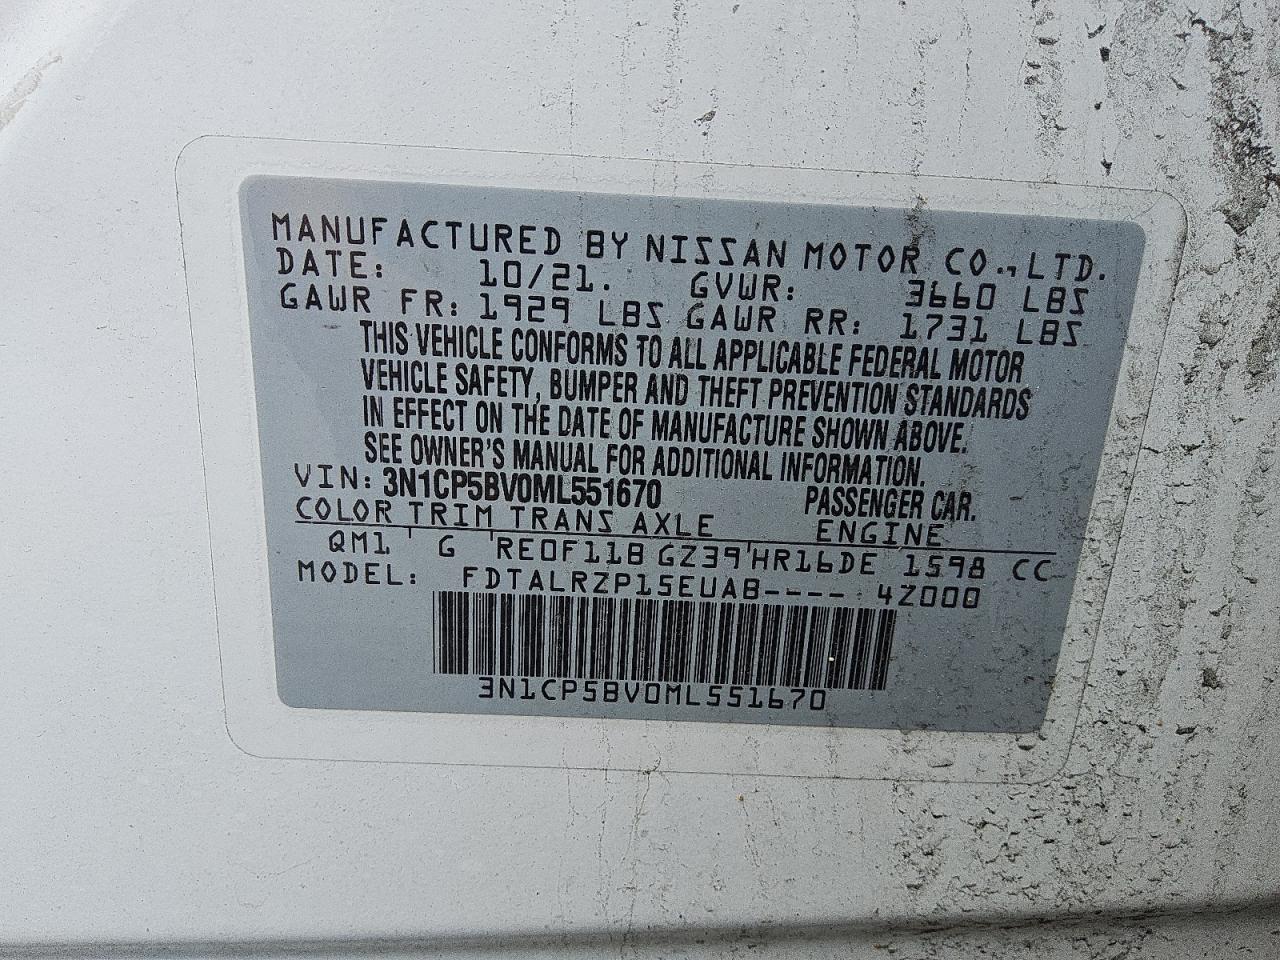 MANUFACTURED BY NISSAN MOTOR CO., LTD.
DATE: 10/21. GVWR: 3660 LBS
GAWR FR: 1929 LBS GAWR RR: 1731 LBS
THIS VEHICLE CONFORMS TO ALL APPLICABLE FEDERAL MOTOR
VEHICLE SAFETY, BUMPER AND THEFT PREVENTION STANDARDS
IN EFFECT ON THE DATE OF MANUFACTURE SHOWN ABOVE.
SEE OWNER'S MANUAL FOR ADDITIONAL INFORMATION.
VIN: 3N1CP5BV0ML551670 PASSENGER CAR.
COLOR TRIM TRANS AXLE ENGINE
QM1 ' G ' RE0F11B GZ39 ' HR16DE 1598 CC
MODEL: FDTALRZP15EUAB---- : 4Z000
3N1CP5BV0ML551670